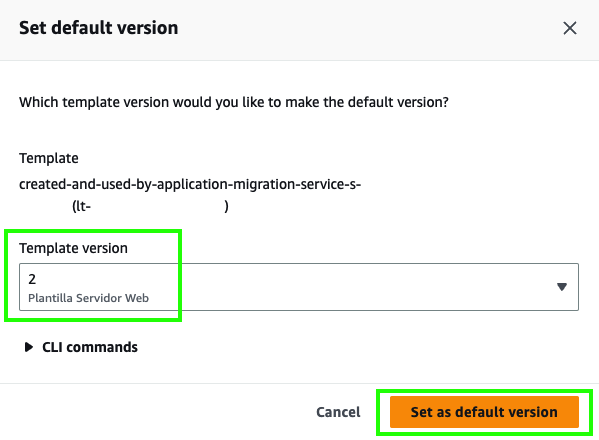 Set default version
Which template version would you like to make the default version?
Template
created-and-used-by-application-migration-service-s-
(lt- )
Template version
2
Plantilla Servidor Web
CLI commands
Cancel
Set as default version